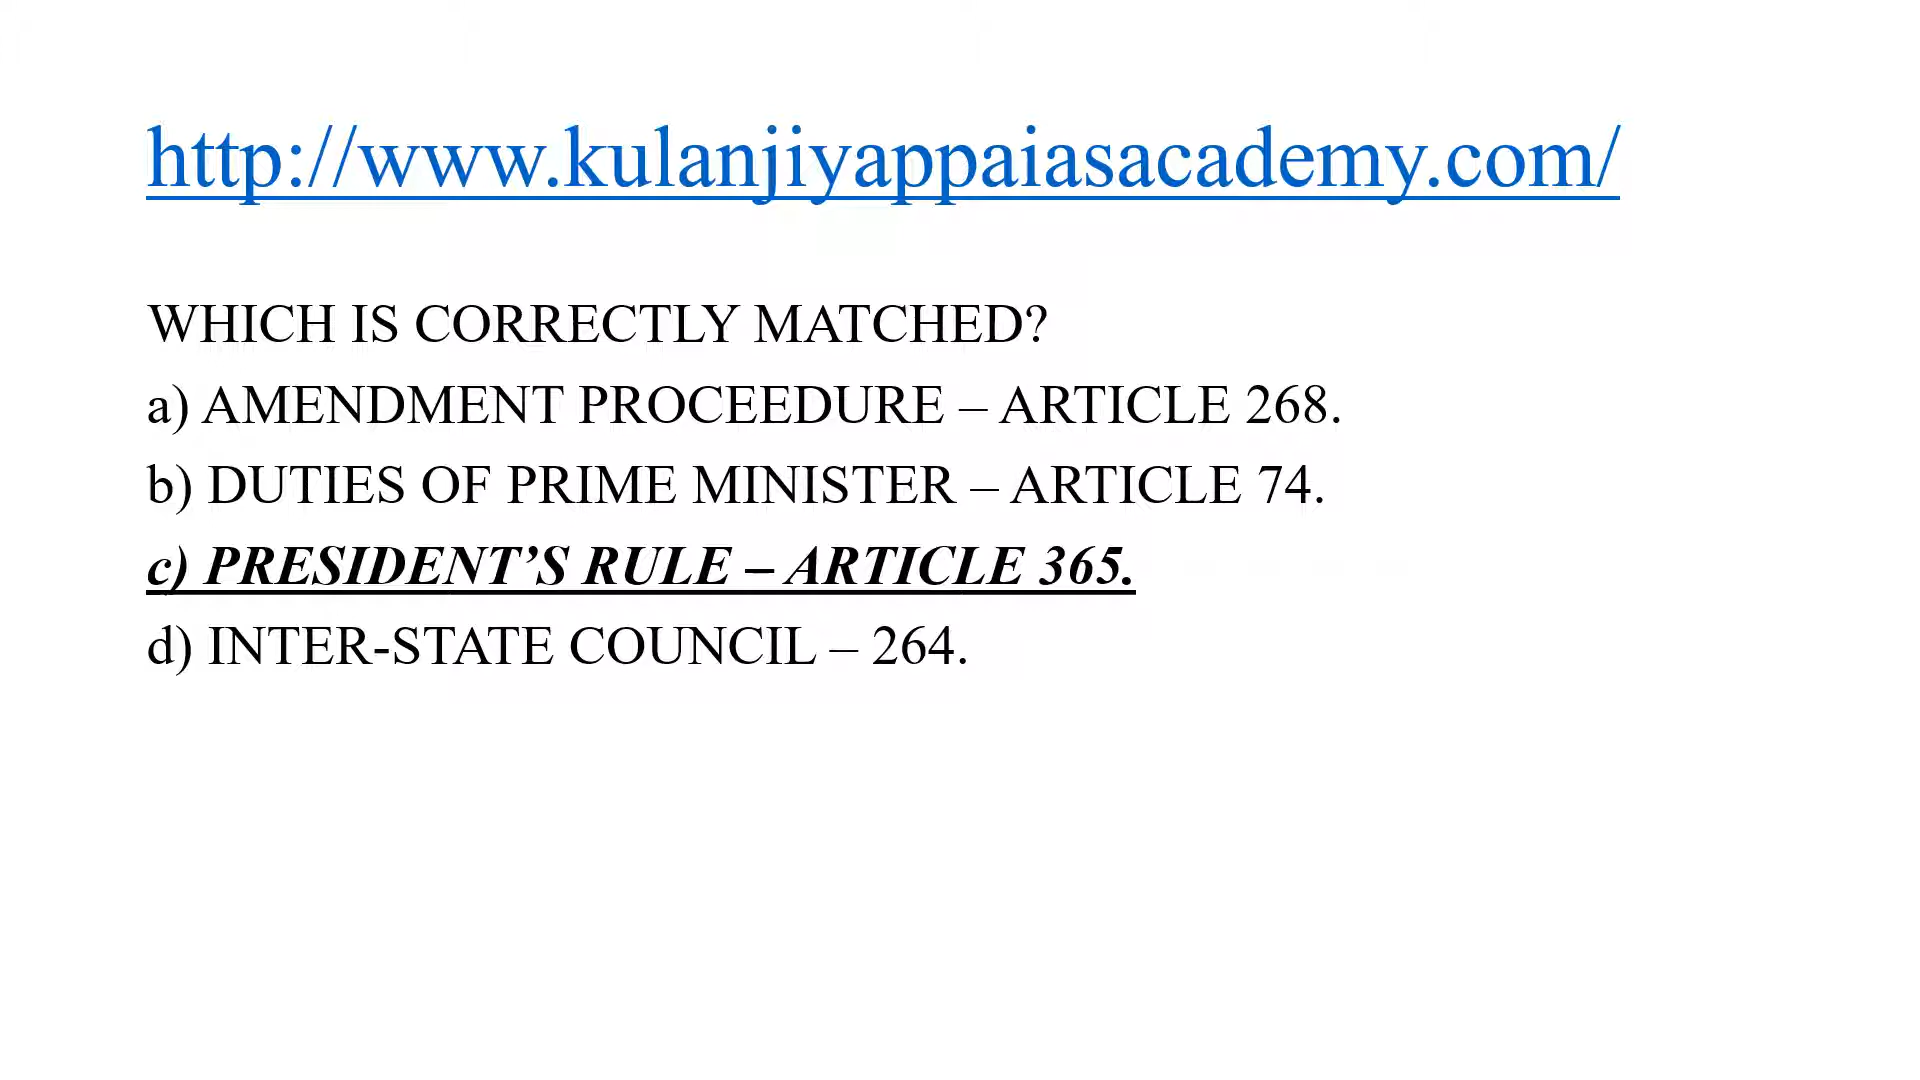 http://www.kulanjiyappaiasacademy.com/
WHICH IS CORRECTLY MATCHED?
a) AMENDMENT PROCEEDURE – ARTICLE 268.
b) DUTIES OF PRIME MINISTER – ARTICLE 74.
c) PRESIDENT’S RULE – ARTICLE 365.
d) INTER-STATE COUNCIL – 264.